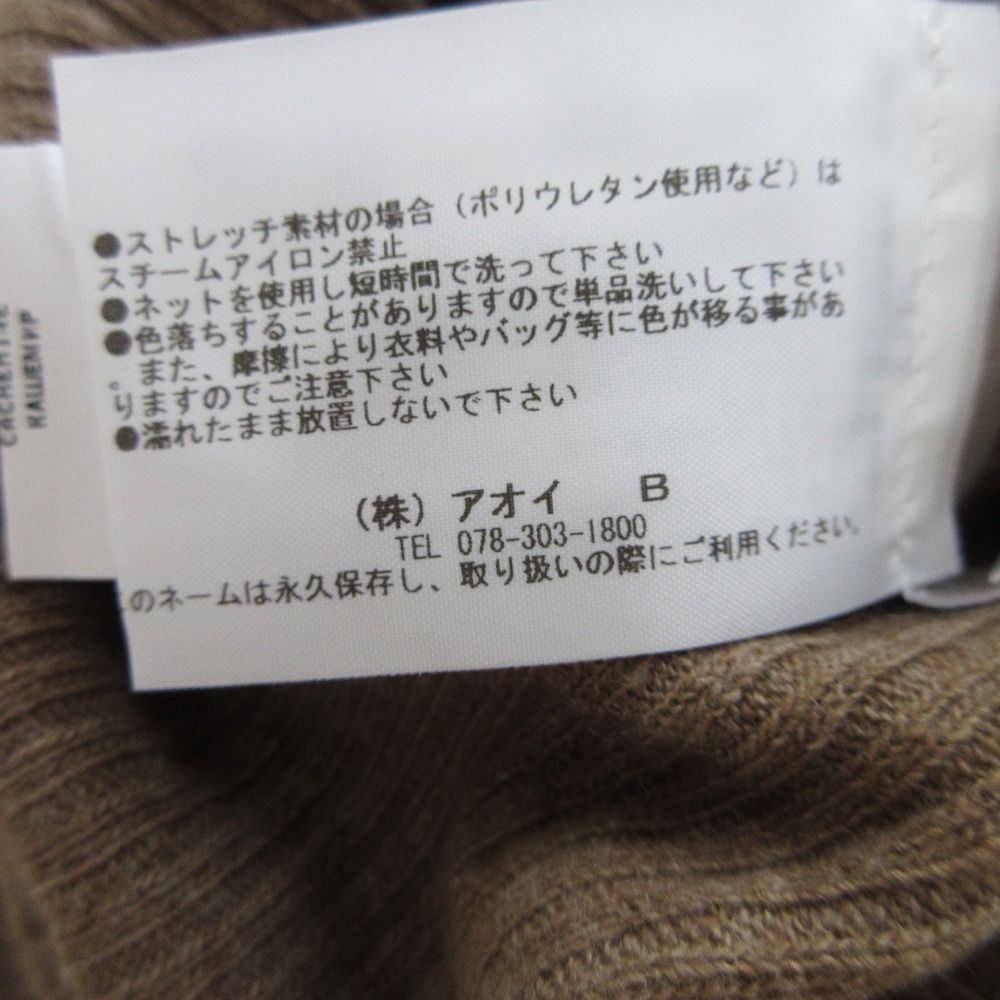 ●ストレッチ素材の場合(ポリウレタン使用など)は
スチームアイロン禁止
●ネットを使用し短時間で洗って下さい
●色落ちすることがありますので単品洗いして下さい
。また、摩擦により衣料やバッグ等に色が移る事があ
りますのでご注意下さい
●濡れたまま放置しないで下さい
(株)アオイ B
TEL 078-303-1800
このネームは永久保存し、取り扱いの際にご利用ください。